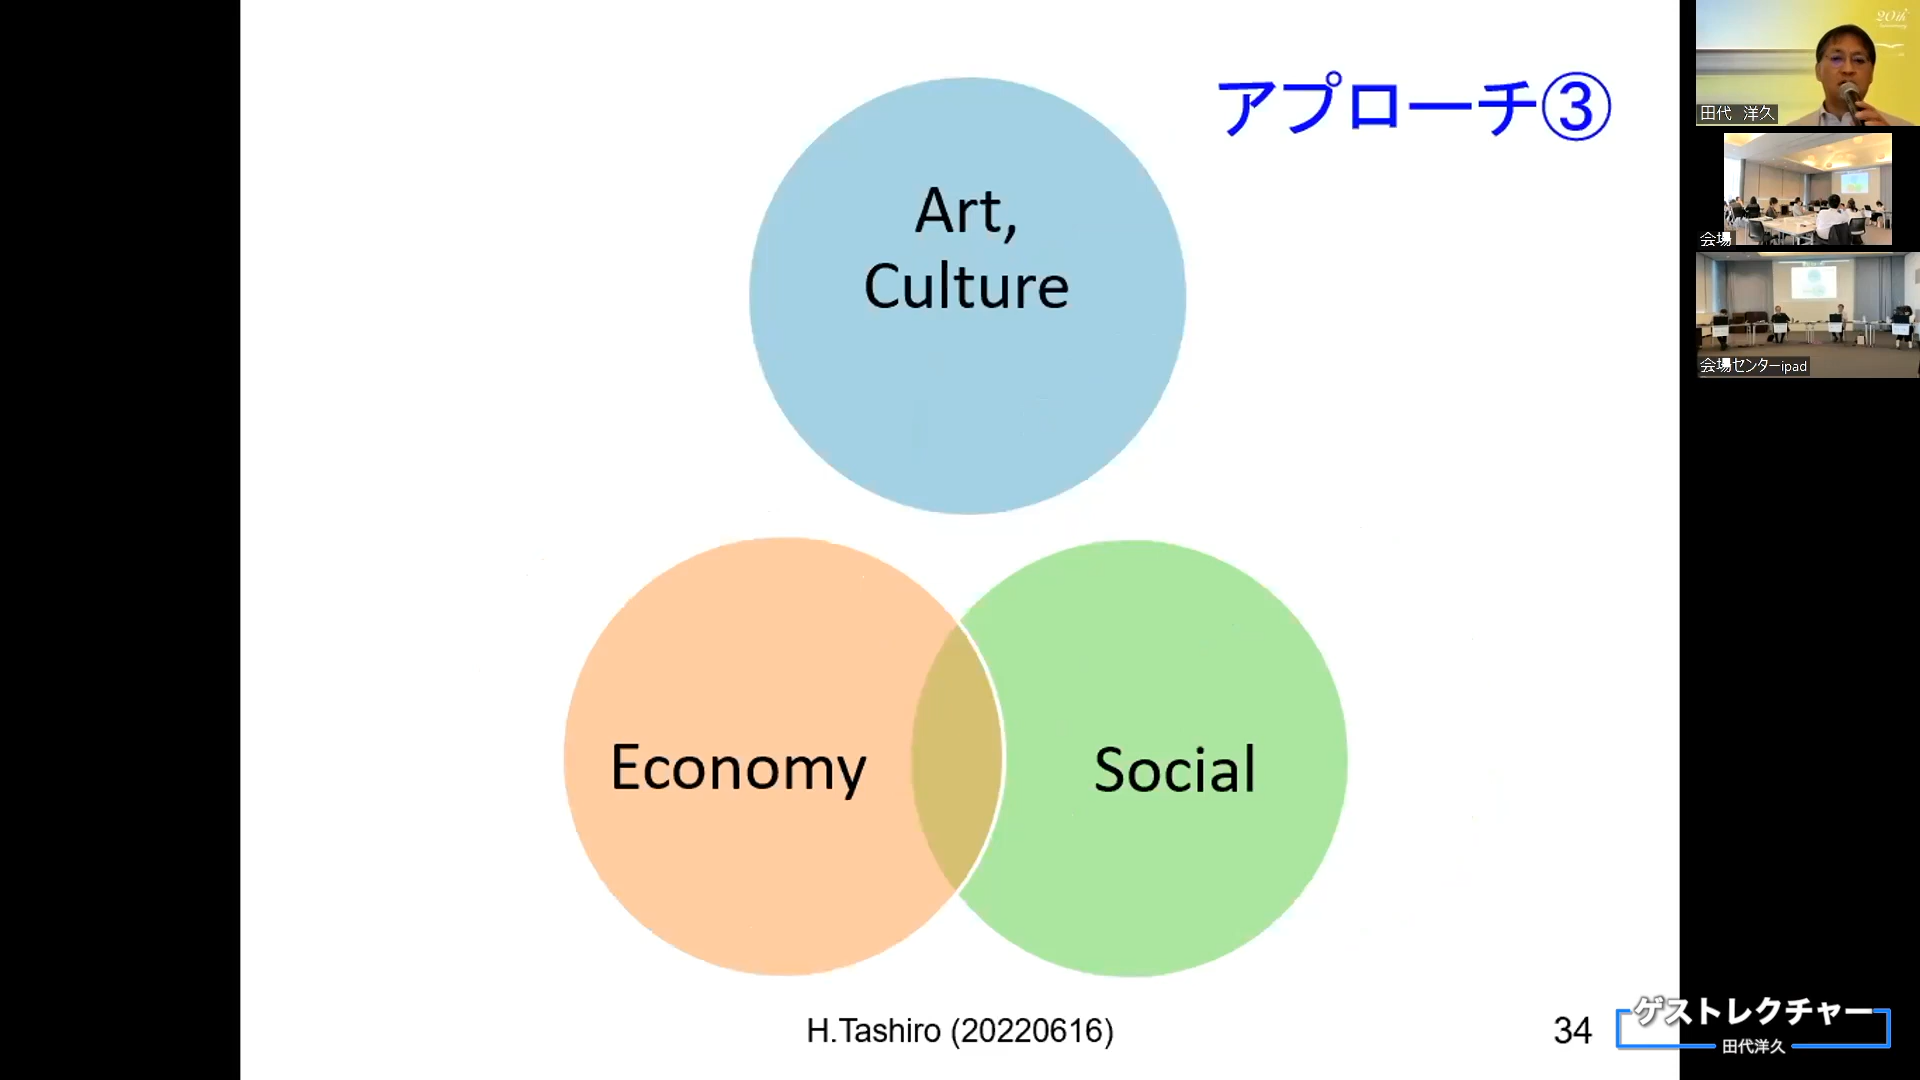 アプローチ③
Art,
Culture
Economy
Social
H.Tashiro (20220616)
34
ゲストレクチャー
田代洋久
20th
田代 洋久
会場
会場センターipad